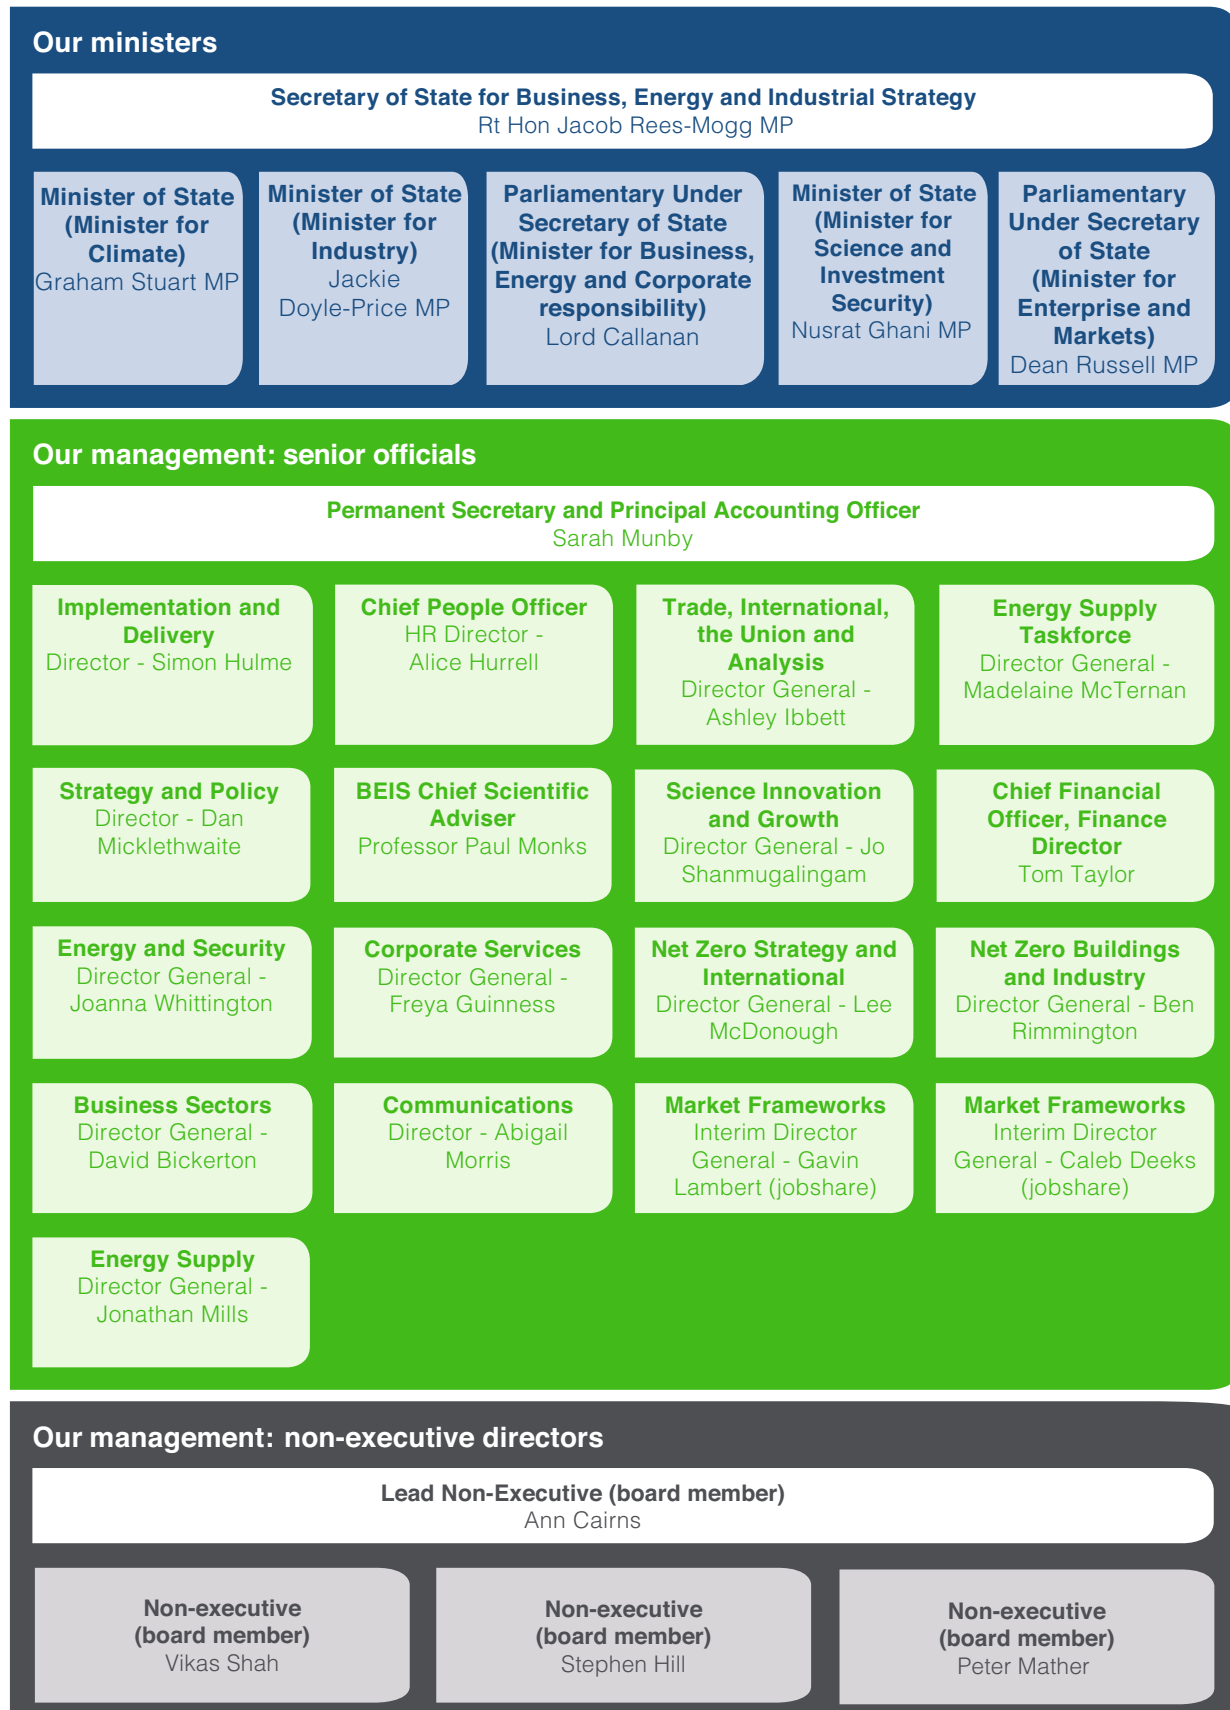 Our ministers
Secretary of State for Business, Energy and Industrial Strategy
Rt Hon Jacob Rees-Mogg MP
Minister of State
(Minister for
Climate)
Graham Stuart MP
Minister of State
(Minister for
Industry)
Jackie
Doyle-Price MP
Parliamentary Under
Secretary of State
(Minister for Business,
Energy and Corporate
responsibility)
Lord Callanan
Minister of State
(Minister for
Science and
Investment
Security)
Nusrat Ghani MP
Parliamentary
Under Secretary
of State
(Minister for
Enterprise and
Markets)
Dean Russell MP
Our management: senior officials
Permanent Secretary and Principal Accounting Officer
Sarah Munby
Implementation and
Delivery
Director - Simon Hulme
Chief People Officer
HR Director -
Alice Hurrell
Trade, International,
the Union and
Analysis
Director General -
Ashley Ibbett
Energy Supply
Taskforce
Director General -
Madelaine McTernan
Strategy and Policy
Director - Dan
Micklethwaite
BEIS Chief Scientific
Adviser
Professor Paul Monks
Science Innovation
and Growth
Director General - Jo
Shanmugalingam
Chief Financial
Officer, Finance
Director
Tom Taylor
Energy and Security
Director General -
Joanna Whittington
Corporate Services
Director General -
Freya Guinness
Net Zero Strategy and
International
Director General - Lee
McDonough
Net Zero Buildings
and Industry
Director General - Ben
Rimmington
Business Sectors
Director General -
David Bickerton
Communications
Director - Abigail
Morris
Market Frameworks
Interim Director
General - Gavin
Lambert (jobshare)
Market Frameworks
Interim Director
General - Caleb Deeks
(jobshare)
Energy Supply
Director General -
Jonathan Mills
Our management: non-executive directors
Lead Non-Executive (board member)
Ann Cairns
Non-executive
(board member)
Vikas Shah
Non-executive
(board member)
Stephen Hill
Non-executive
(board member)
Peter Mather